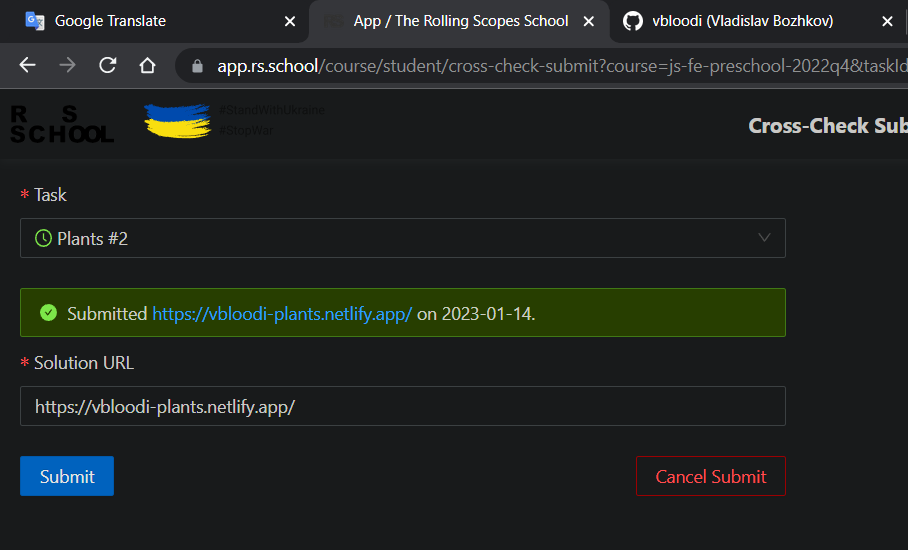 Google Translate
App / The Rolling Scopes School
vbloodi (Vladislav Bozhkov)
app.rs.school/course/student/cross-check-submit?course=js-fe-preschool-2022q4&taskId
RS SCHOOL
#StandWithUkraine
#StopWar
Cross-Check Sub
* Task
Plants #2
Submitted https://vbloodi-plants.netlify.app/ on 2023-01-14.
* Solution URL
https://vbloodi-plants.netlify.app/
Submit
Cancel Submit